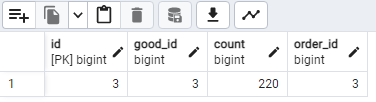 id good_id count order_id
[PK] bigint bigint bigint bigint
1 3 3 220 3